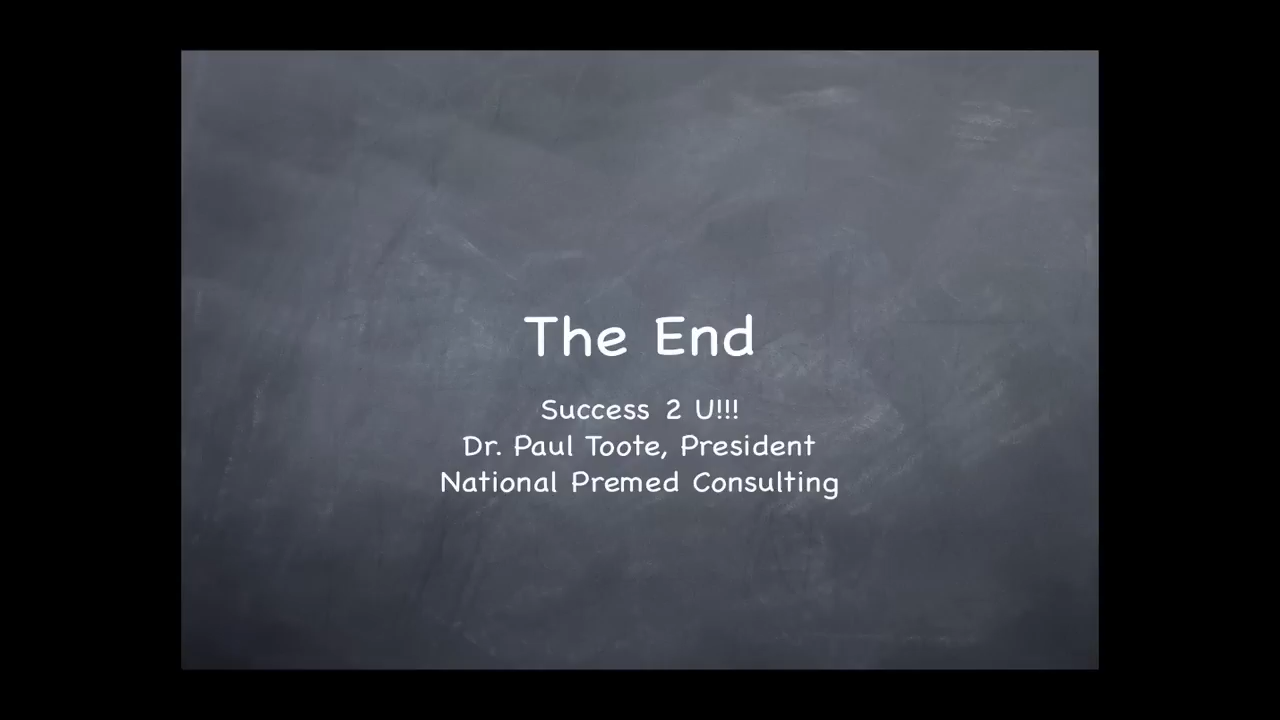 The End
Success 2 U!!!
Dr. Paul Toote, President
National Premed Consulting